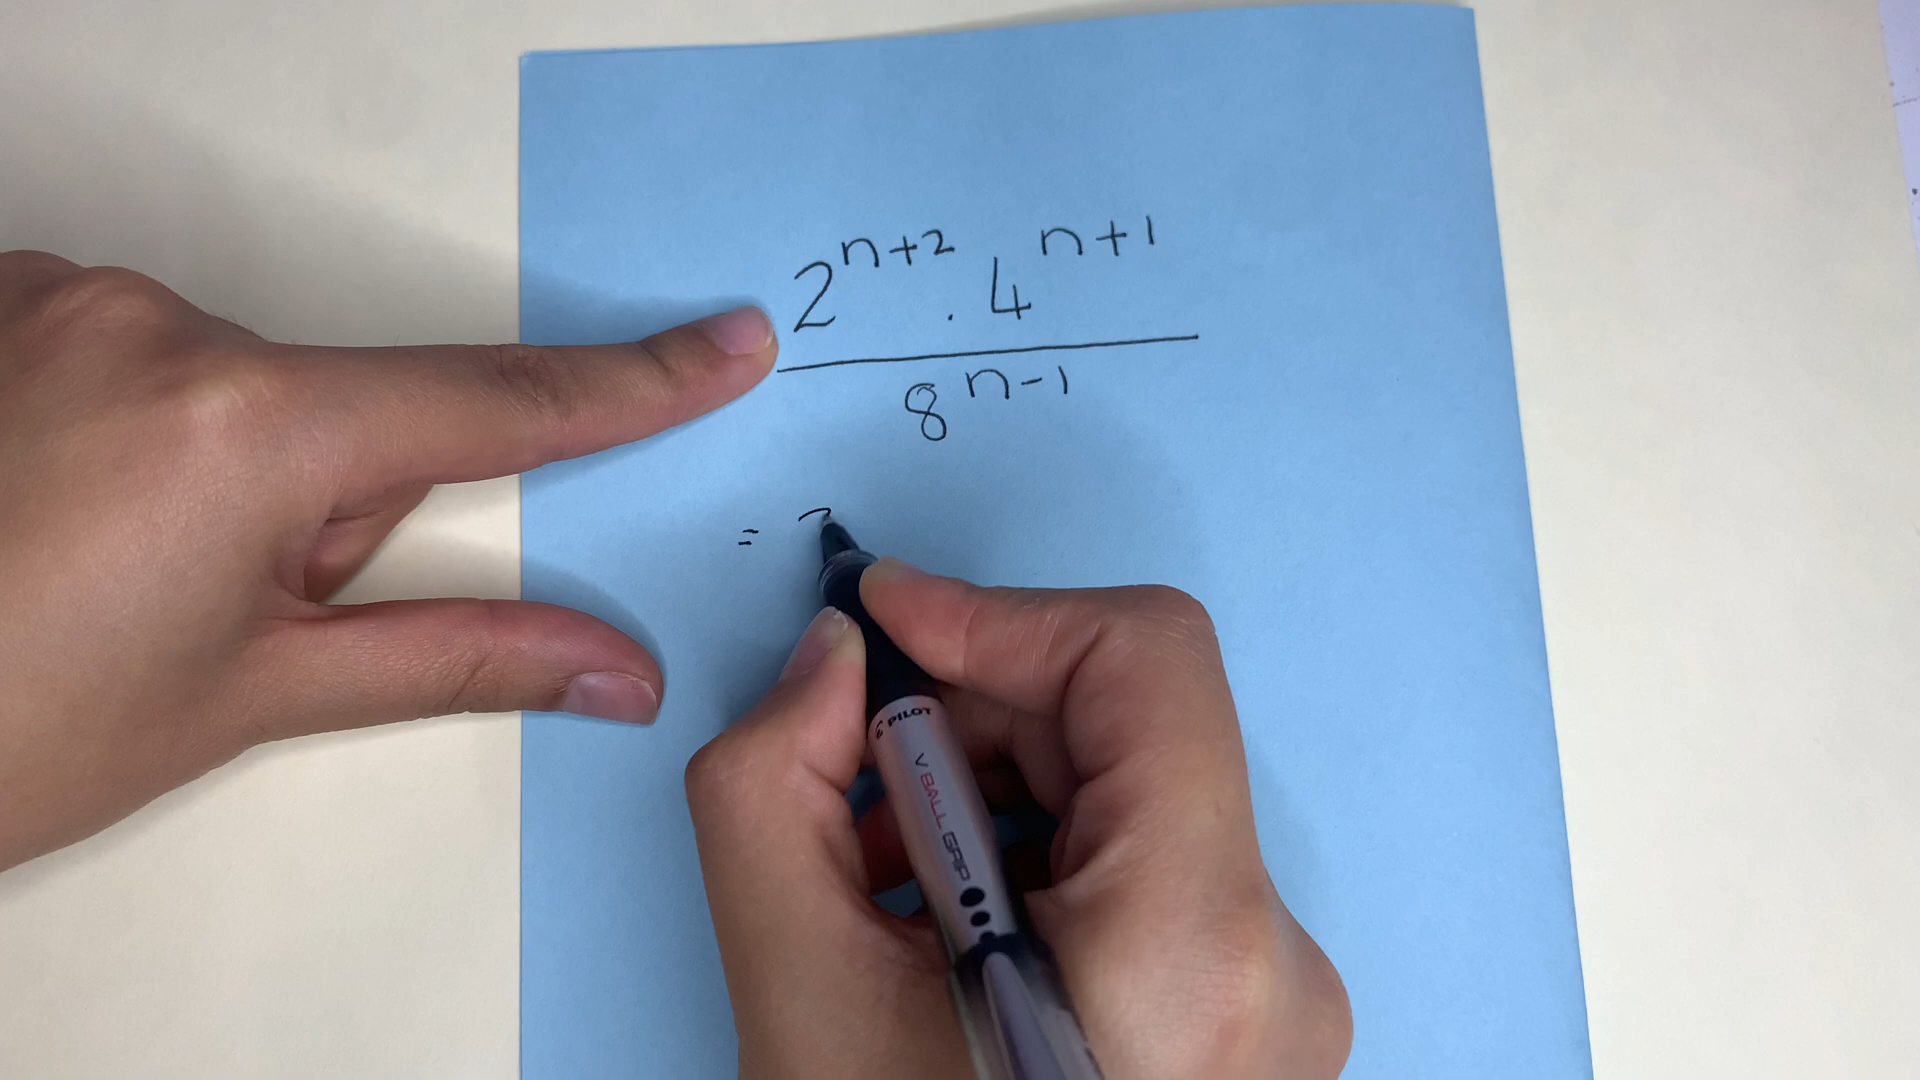 2^{n+2} . 4^{n+1}
8^{n-1}
=
PILOT
V BALL GRIP